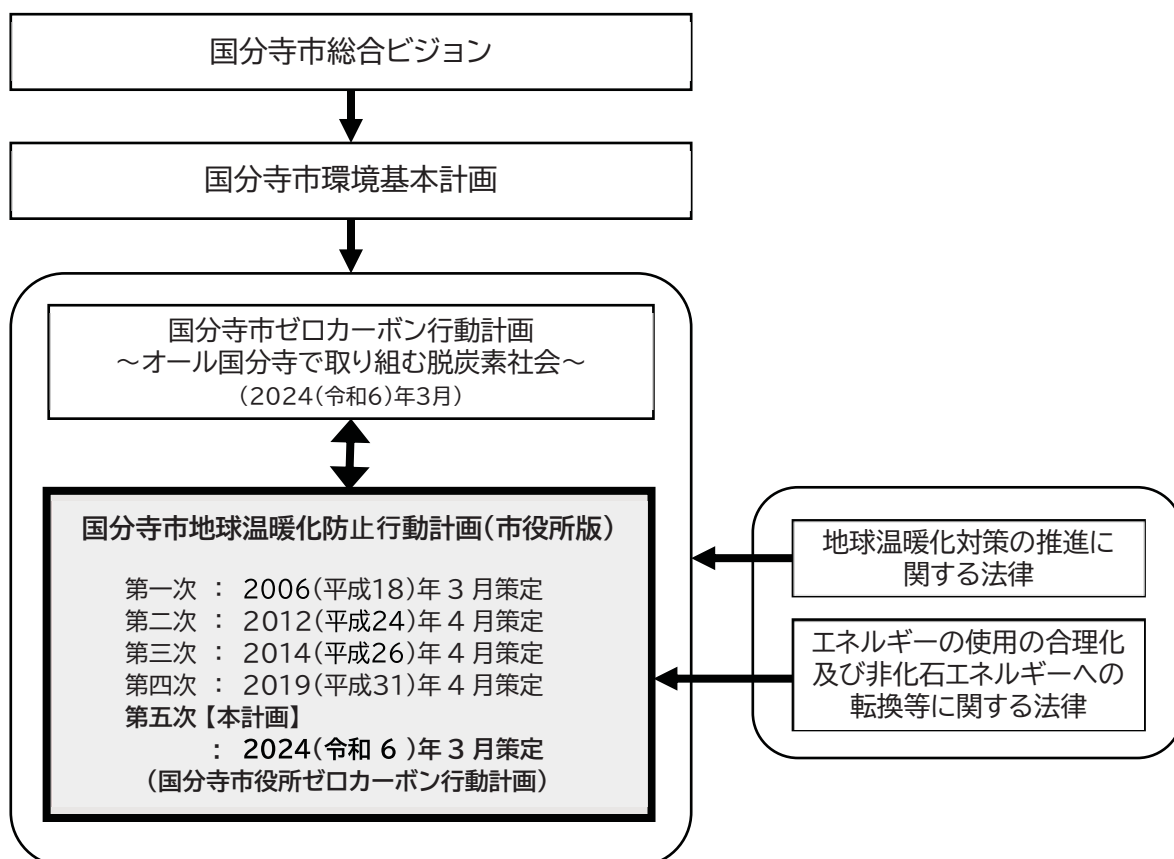 国分寺市総合ビジョン
国分寺市環境基本計画
国分寺市ゼロカーボン行動計画
～オール国分寺で取り組む脱炭素社会～
(2024(令和6)年3月)
国分寺市地球温暖化防止行動計画(市役所版)
第一次 : 2006(平成18)年3月策定
第二次 : 2012(平成24)年4月策定
第三次 : 2014(平成26)年4月策定
第四次 : 2019(平成31)年4月策定
第五次【本計画】
: 2024(令和6)年3月策定
(国分寺市役所ゼロカーボン行動計画)
地球温暖化対策の推進に
関する法律
エネルギーの使用の合理化
及び非化石エネルギーへの
転換等に関する法律